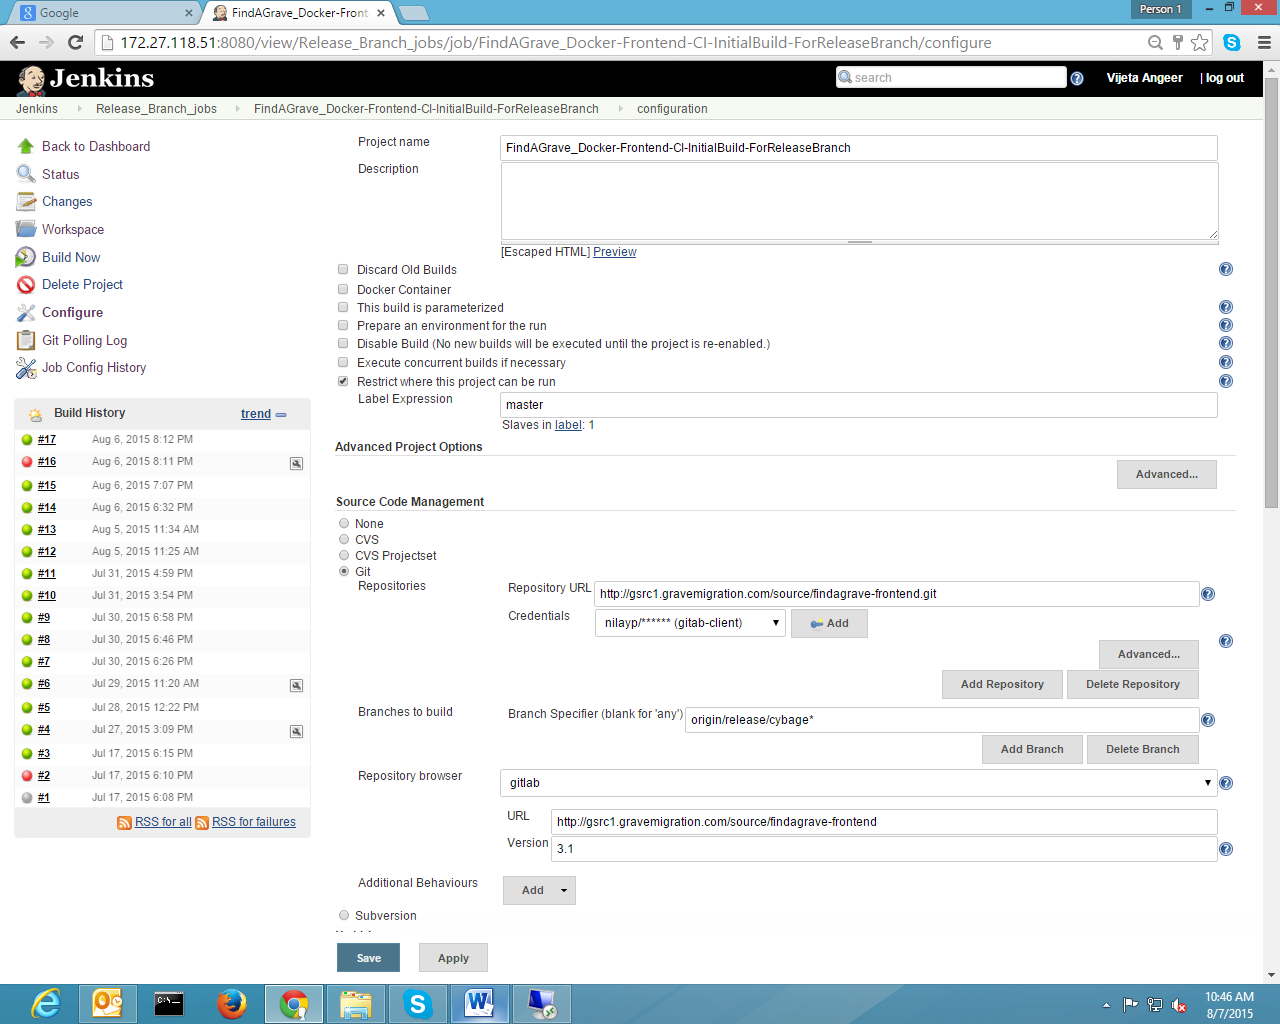 Google
FindAGrave_Docker-Front
Person 1
172.27.118.51:8080/view/Release_Branch_jobs/job/FindAGrave_Docker-Frontend-CI-InitialBuild-ForReleaseBranch/configure
Jenkins
search
Vijeta Angeer
| log out
Jenkins
Release_Branch_jobs
FindAGrave_Docker-Frontend-CI-InitialBuild-ForReleaseBranch
configuration
Back to Dashboard
Status
Changes
Workspace
Build Now
Delete Project
Configure
Git Polling Log
Job Config History
Build History
trend
#17 Aug 6, 2015 8:12 PM
#16 Aug 6, 2015 8:11 PM
#15 Aug 6, 2015 7:07 PM
#14 Aug 6, 2015 6:32 PM
#13 Aug 5, 2015 11:34 AM
#12 Aug 5, 2015 11:25 AM
#11 Jul 31, 2015 4:59 PM
#10 Jul 31, 2015 3:54 PM
#9 Jul 30, 2015 6:58 PM
#8 Jul 30, 2015 6:46 PM
#7 Jul 30, 2015 6:26 PM
#6 Jul 29, 2015 11:20 AM
#5 Jul 28, 2015 12:22 PM
#4 Jul 27, 2015 3:09 PM
#3 Jul 17, 2015 6:15 PM
#2 Jul 17, 2015 6:10 PM
#1 Jul 17, 2015 6:08 PM
RSS for all RSS for failures
Project name
FindAGrave_Docker-Frontend-CI-InitialBuild-ForReleaseBranch
Description
[Escaped HTML] Preview
Discard Old Builds
Docker Container
This build is parameterized
Prepare an environment for the run
Disable Build (No new builds will be executed until the project is re-enabled.)
Execute concurrent builds if necessary
Restrict where this project can be run
Label Expression
master
Slaves in label: 1
Advanced Project Options
Advanced...
Source Code Management
None
CVS
CVS Projectset
Git
Repositories
Repository URL
http://gsrc1.gravemigration.com/source/findagrave-frontend.git
Credentials
nilayp/****** (gitab-client)
Add
Advanced...
Add Repository
Delete Repository
Branches to build
Branch Specifier (blank for 'any')
origin/release/cybage*
Add Branch
Delete Branch
Repository browser
gitlab
URL
http://gsrc1.gravemigration.com/source/findagrave-frontend
Version
3.1
Additional Behaviours
Add
Subversion
Save
Apply
C:\._
10:46 AM
8/7/2015